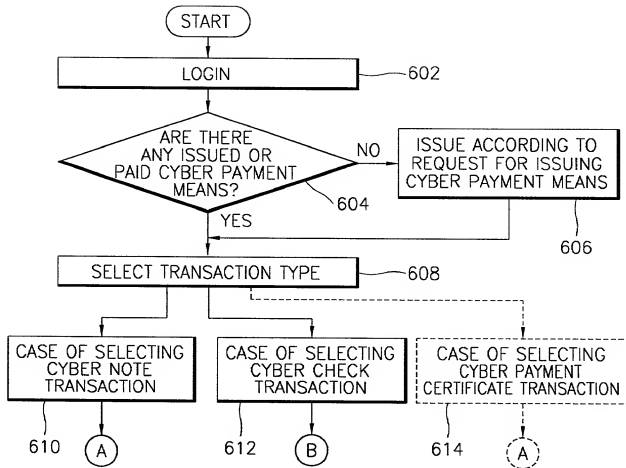 START
LOGIN
602
ARE THERE
ANY ISSUED OR
PAID CYBER PAYMENT
MEANS?
604
NO
YES
ISSUE ACCORDING TO
REQUEST FOR ISSUING
CYBER PAYMENT MEANS
606
SELECT TRANSACTION TYPE
608
CASE OF SELECTING
CYBER NOTE
TRANSACTION
610
A
CASE OF SELECTING
CYBER CHECK
TRANSACTION
612
B
CASE OF SELECTING
CYBER PAYMENT
CERTIFICATE TRANSACTION
614
A